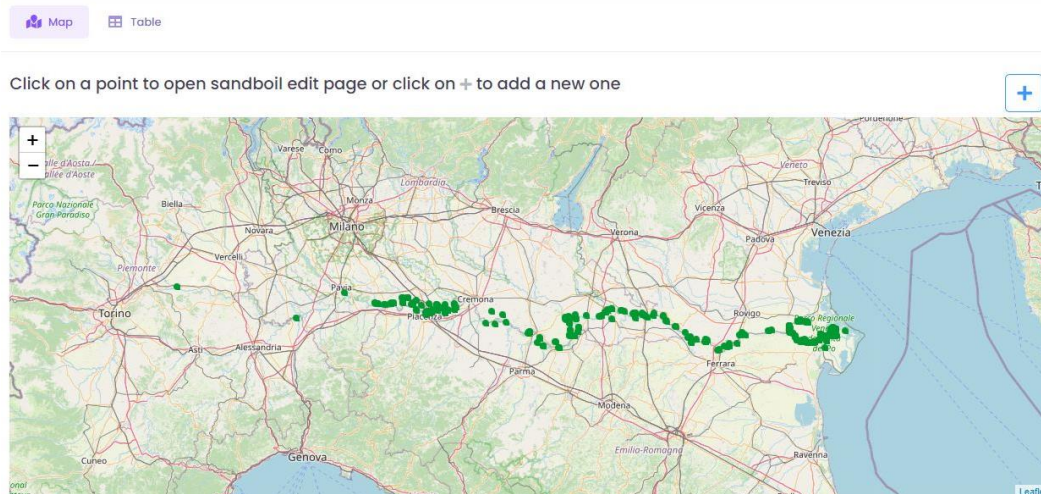 Map Table
Click on a point to open sandboil edit page or click on + to add a new one
+
+
−
Varese Como
Lombardia
Parco Nazionale
Gran Paradiso
Biella
Monza
Novara
Milano
Brescia
Veneto
Treviso
Vicenza
Verona
Padova
Venezia
Vercelli
Piemonte
Pavia
Torino
Cremona
Rovigo
Asti
Alessandria
Parma
Ferrara
Modena
Emilia-Romagna
Ravenna
Cuneo
Genova